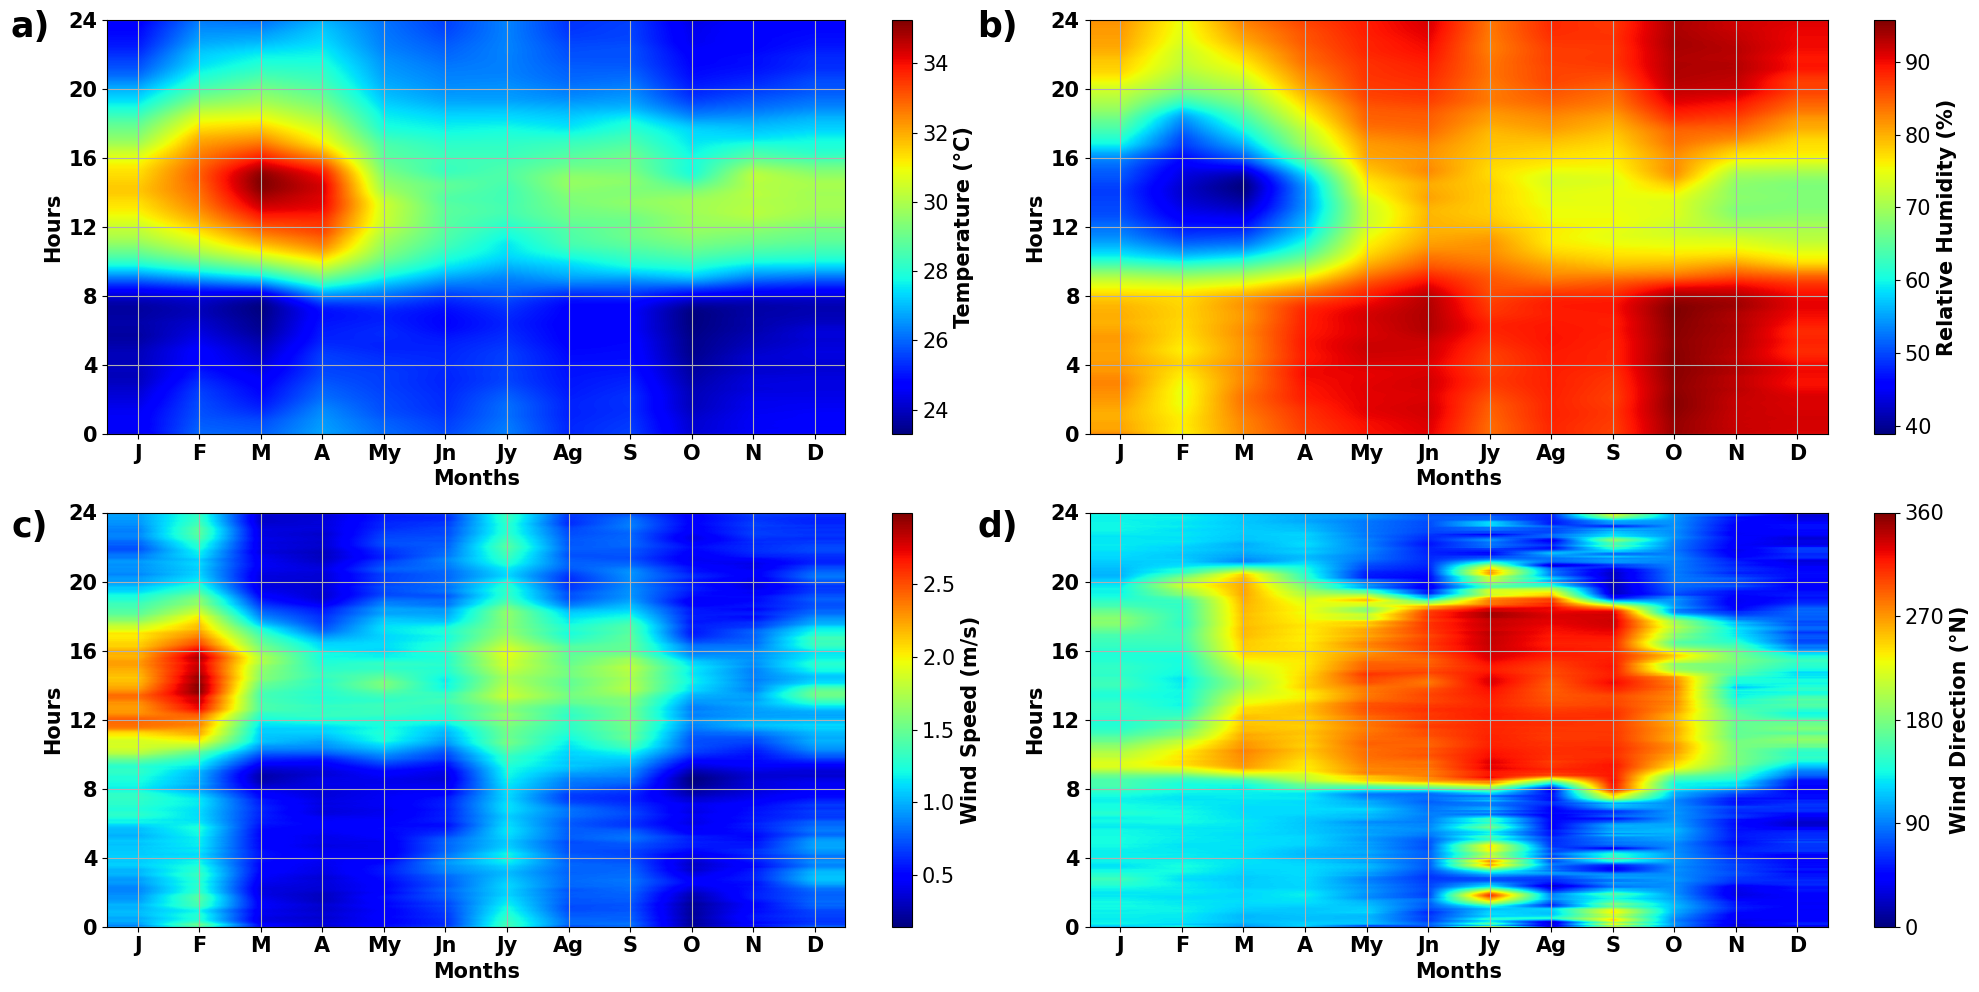 a)
24
20
16
12
8
4
0
Hours
J F M A My Jn Jy Ag S O N D
Months
34
32
30
28
26
24
Temperature (°C)
b)
24
20
16
12
8
4
0
Hours
J F M A My Jn Jy Ag S O N D
Months
90
80
70
60
50
40
Relative Humidity (%)
c)
24
20
16
12
8
4
0
Hours
J F M A My Jn Jy Ag S O N D
Months
2.5
2.0
1.5
1.0
0.5
Wind Speed (m/s)
d)
24
20
16
12
8
4
0
Hours
J F M A My Jn Jy Ag S O N D
Months
360
270
180
90
0
Wind Direction (°N)